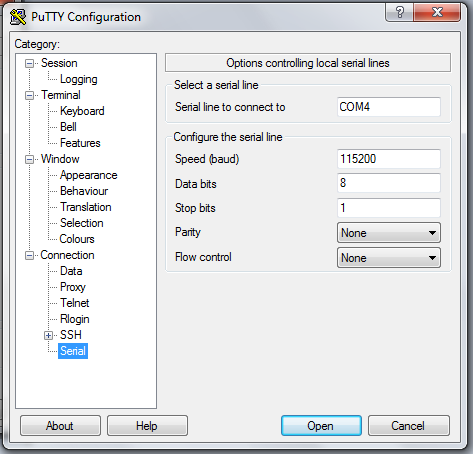 PuTTY Configuration
?
Category:
Session
Logging
Terminal
Keyboard
Bell
Features
Window
Appearance
Behaviour
Translation
Selection
Colours
Connection
Data
Proxy
Telnet
Rlogin
SSH
Serial
Options controlling local serial lines
Select a serial line
Serial line to connect to COM4
Configure the serial line
Speed (baud) 115200
Data bits 8
Stop bits 1
Parity None
Flow control None
About Help Open Cancel